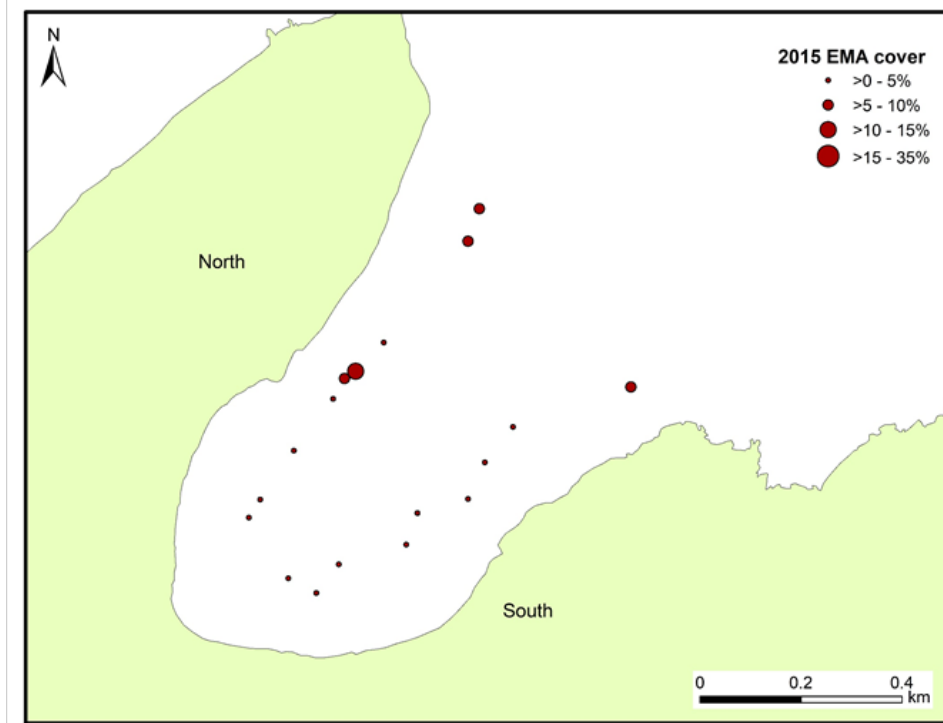 N
2015 EMA cover
>0 - 5%
>5 - 10%
>10 - 15%
>15 - 35%
North
South
0 0.2 0.4
km